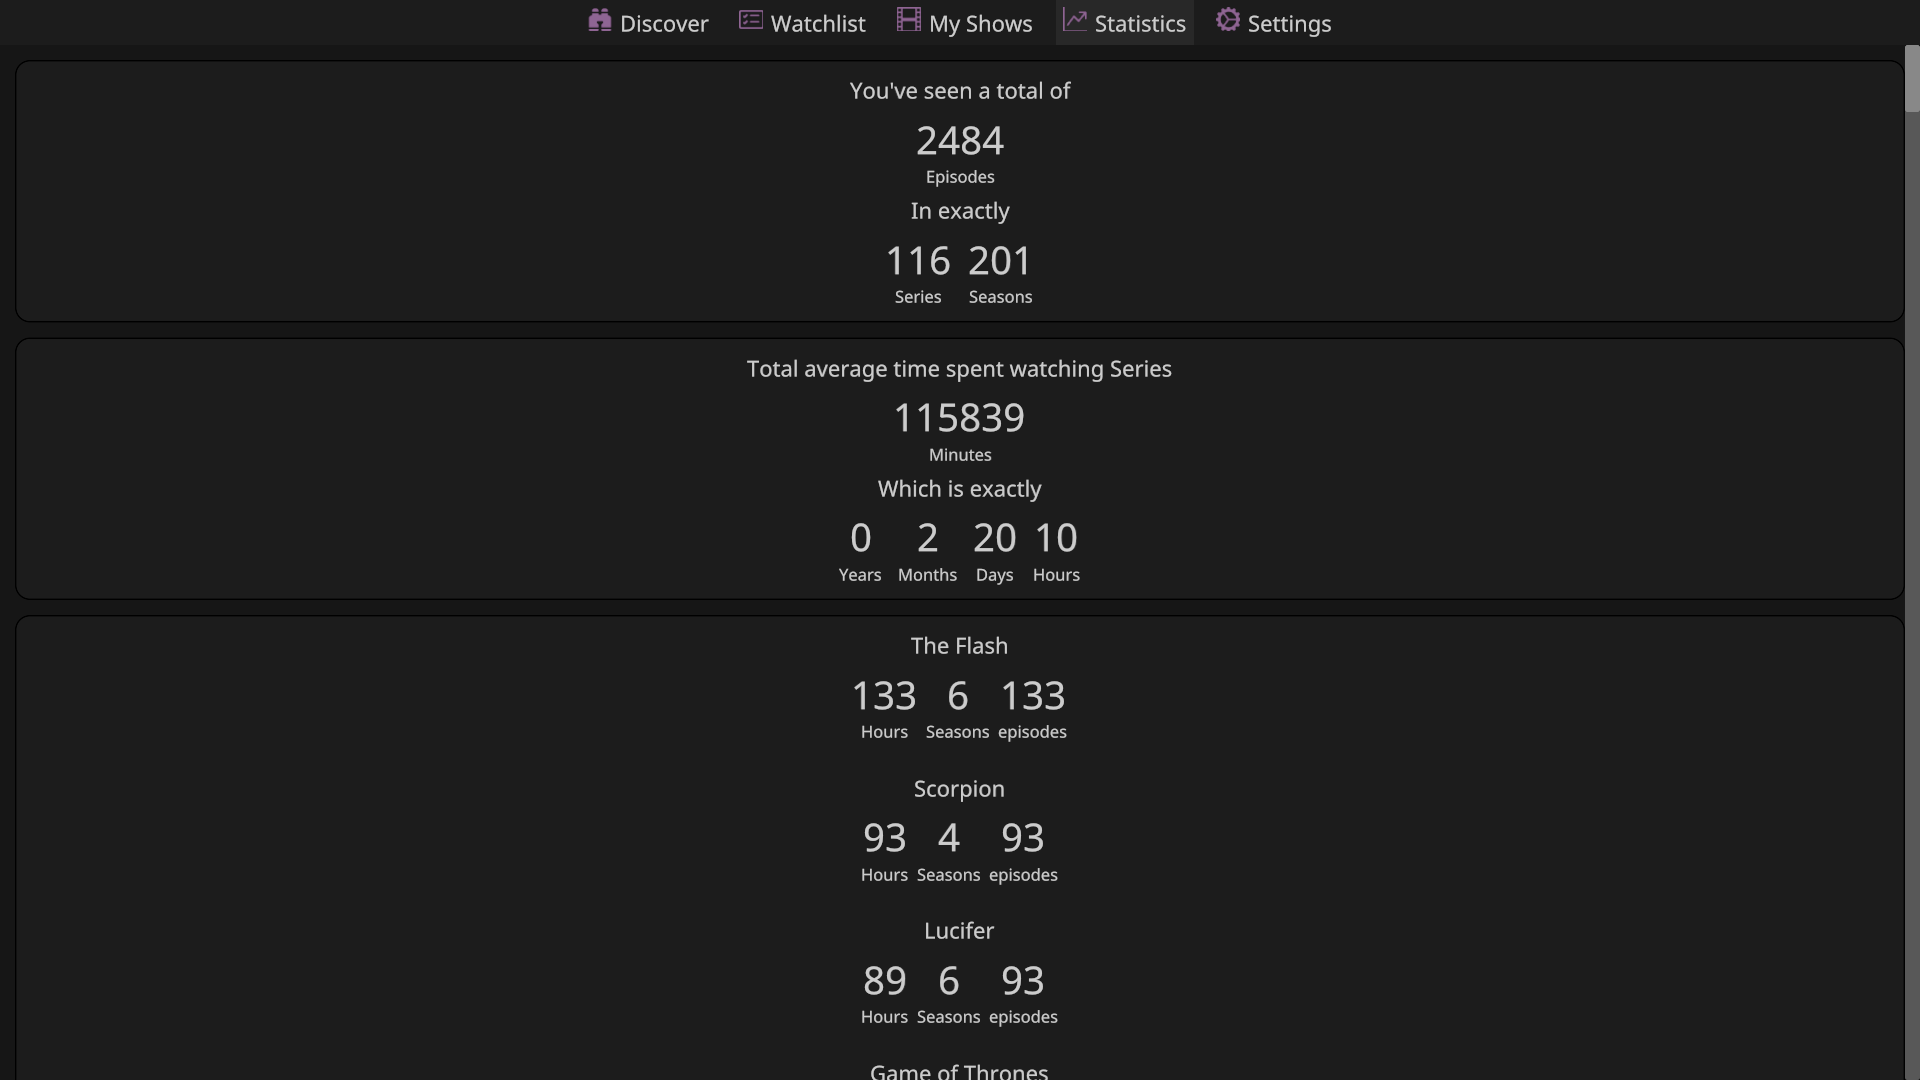 Discover Watchlist My Shows Statistics Settings
You've seen a total of
2484
Episodes
In exactly
116 201
Series Seasons
Total average time spent watching Series
115839
Minutes
Which is exactly
0 2 20 10
Years Months Days Hours
The Flash
133 6 133
Hours Seasons episodes
Scorpion
93 4 93
Hours Seasons episodes
Lucifer
89 6 93
Hours Seasons episodes
Game of Thrones